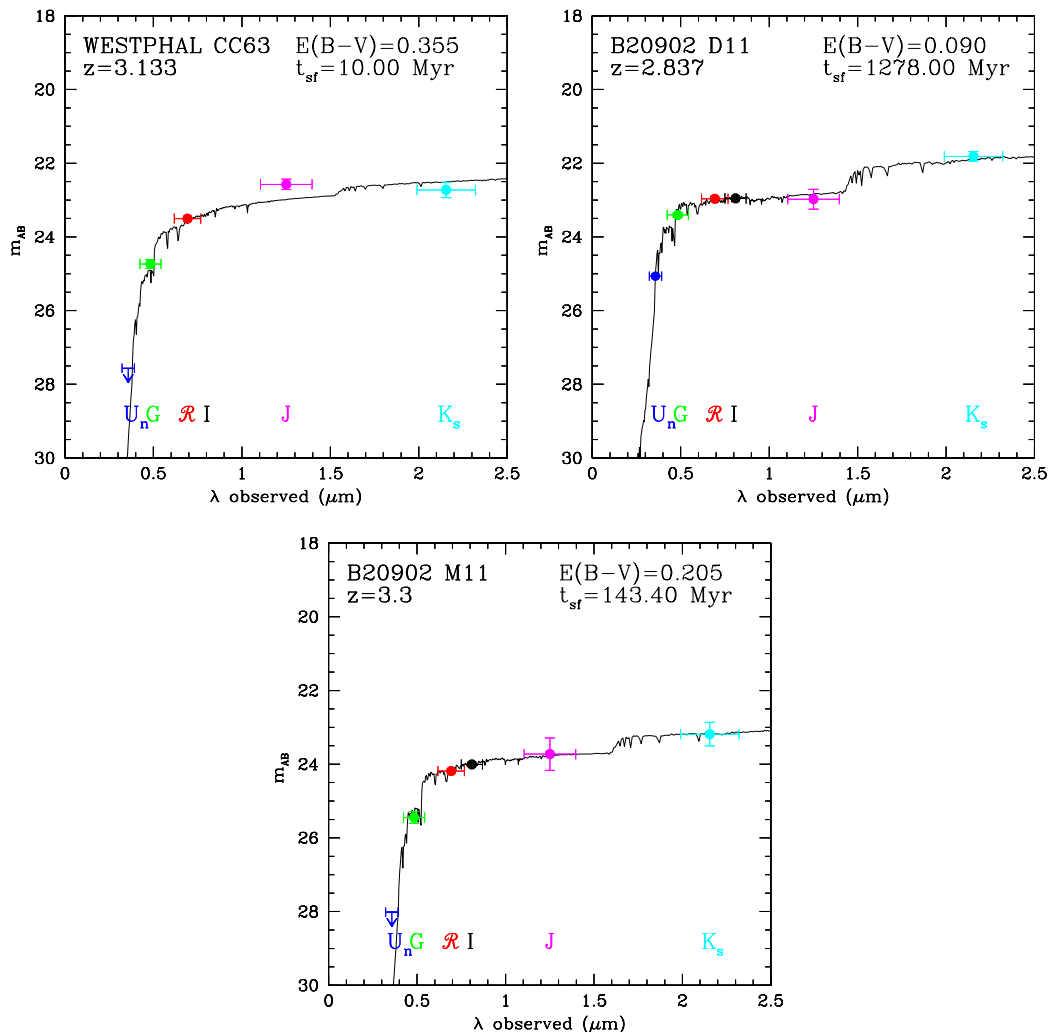 WESTPHAL CC63 E(B−V)=0.355
z=3.133 t_sf=10.00 Myr
18
20
22
24
26
28
30
m_AB
U_n G ℛ I J K_s
0 0.5 1 1.5 2 2.5
λ observed (μm)
B20902 D11 E(B−V)=0.090
z=2.837 t_sf=1278.00 Myr
18
20
22
24
26
28
30
m_AB
U_n G ℛ I J K_s
0 0.5 1 1.5 2 2.5
λ observed (μm)
B20902 M11 E(B−V)=0.205
z=3.3 t_sf=143.40 Myr
18
20
22
24
26
28
30
m_AB
U_n G ℛ I J K_s
0 0.5 1 1.5 2 2.5
λ observed (μm)